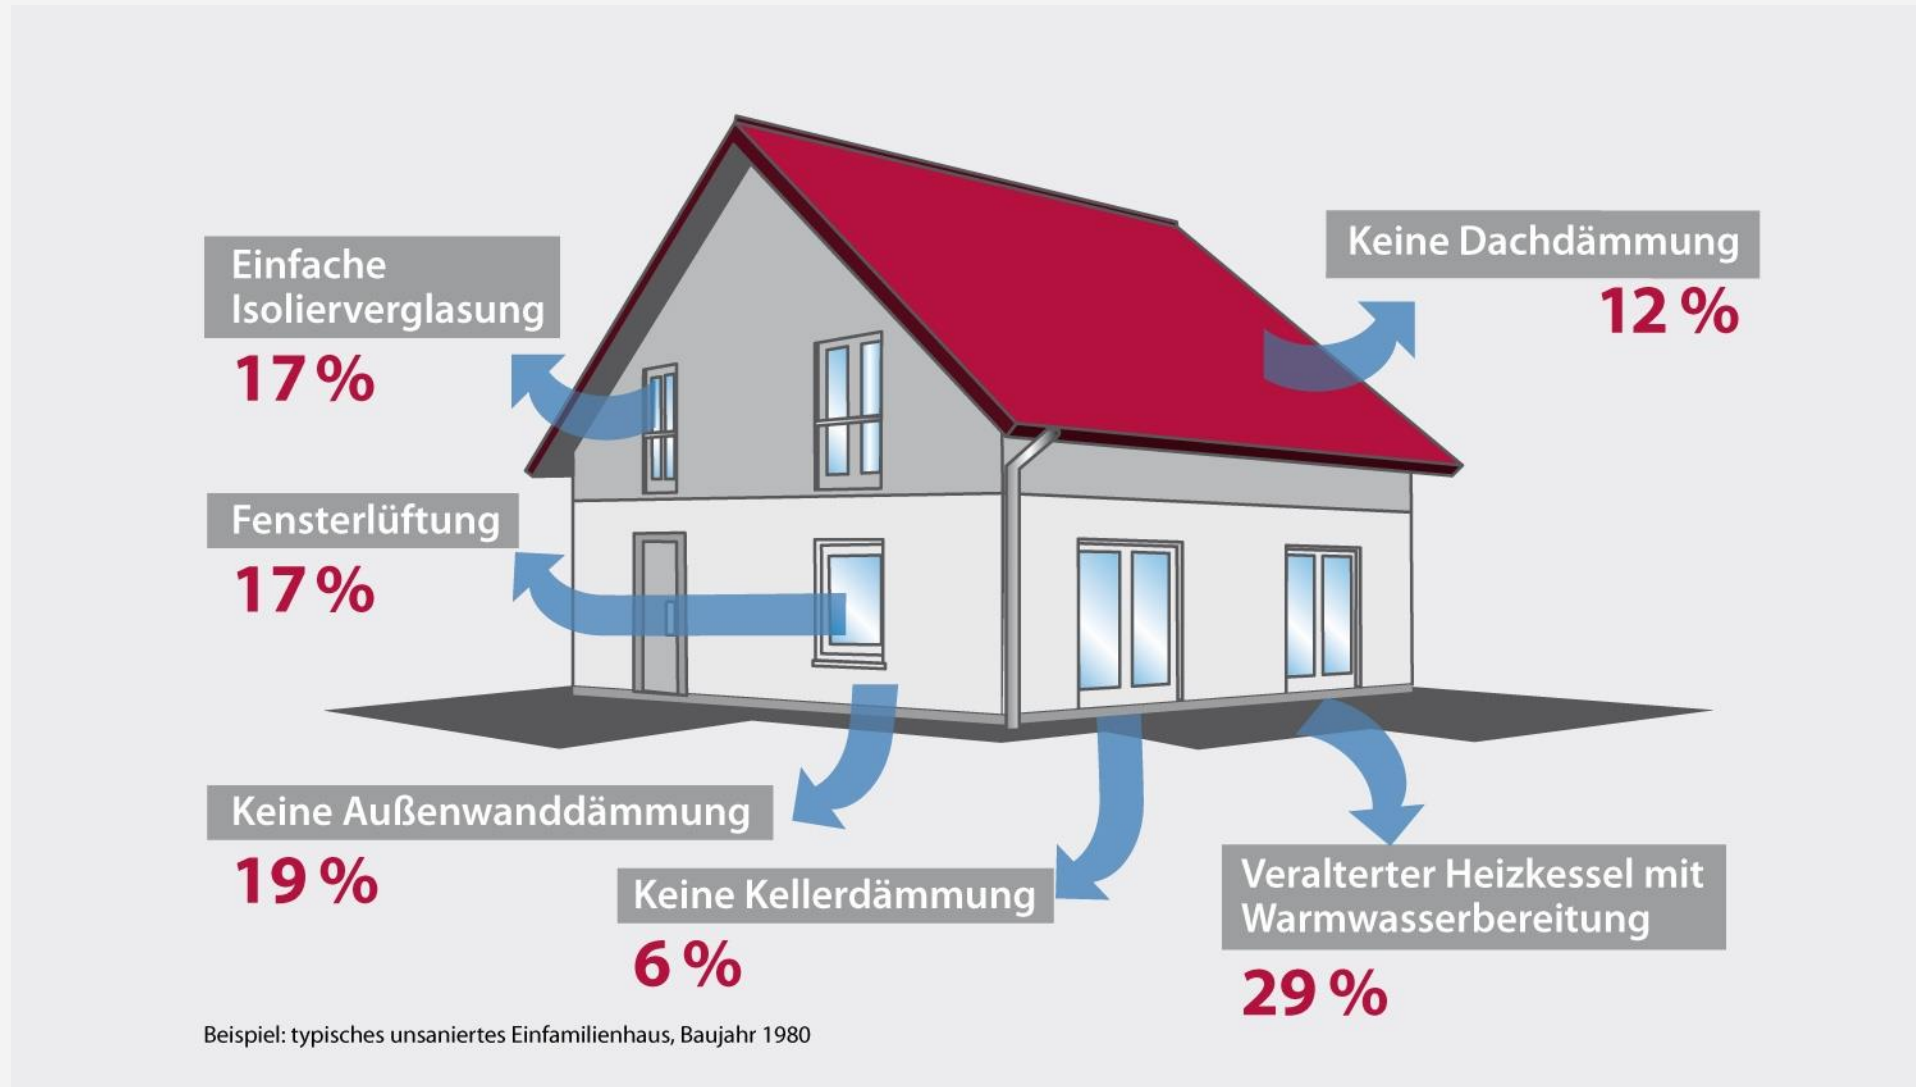 Einfache
Isolierverglasung
17 %
Keine Dachdämmung
12 %
Fensterlüftung
17 %
Keine Außenwanddämmung
19 %
Keine Kellerdämmung
6 %
Veralterter Heizkessel mit
Warmwasserbereitung
29 %
Beispiel: typisches unsaniertes Einfamilienhaus, Baujahr 1980